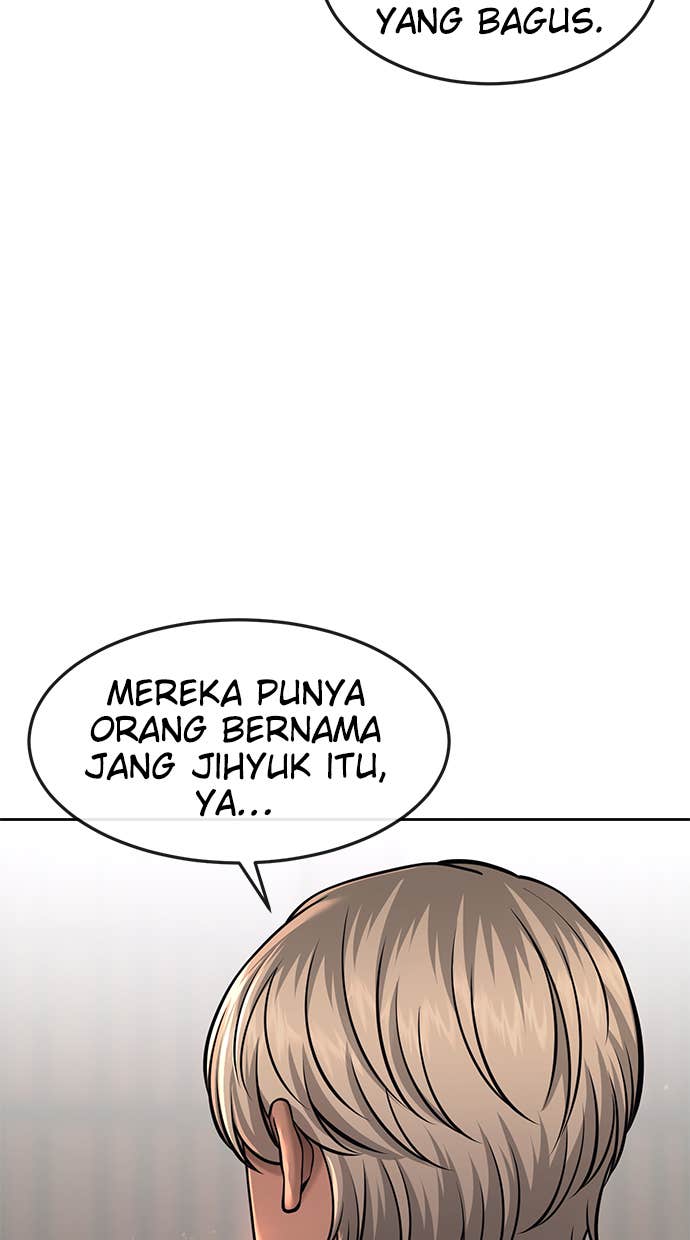 YANG BAGUS.
MEREKA PUNYA
ORANG BERNAMA
JANG JIHYUK ITU,
YA...